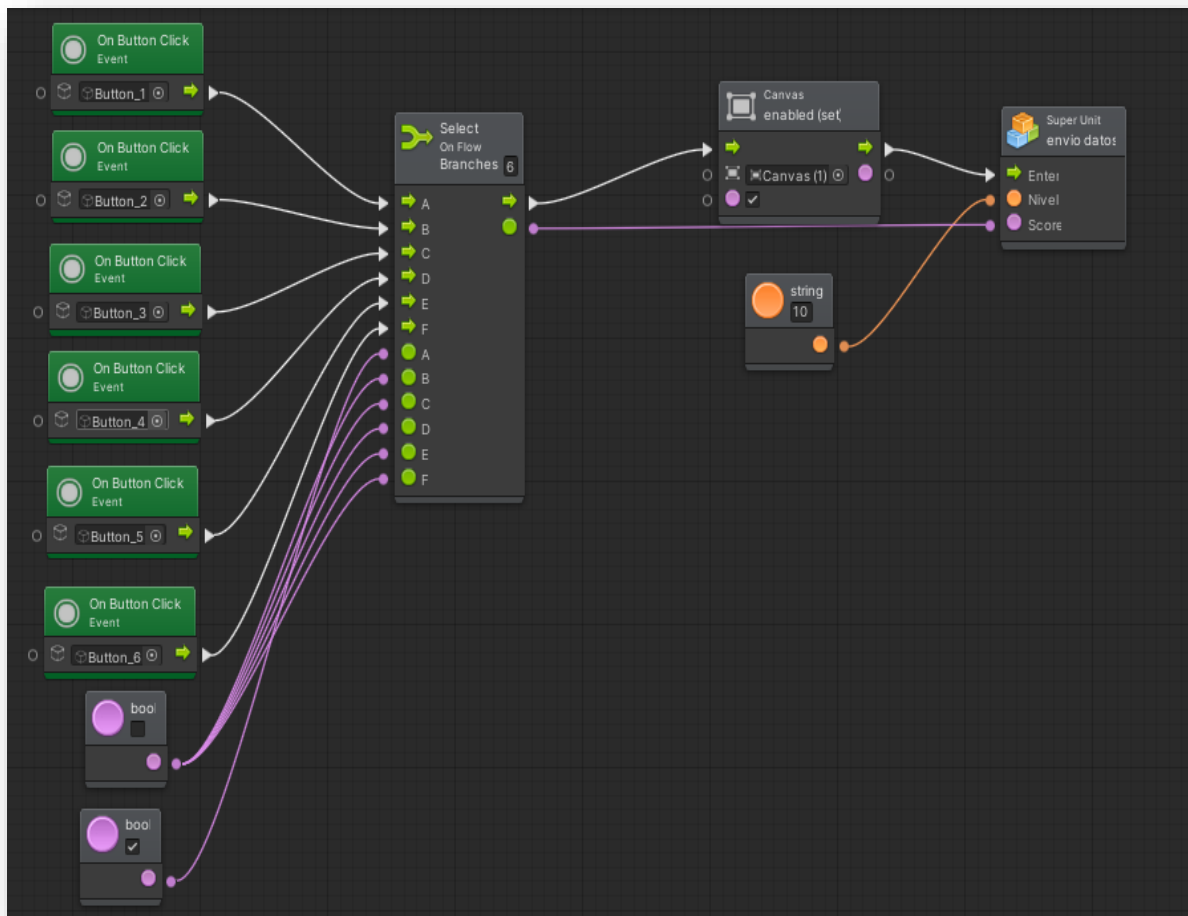 On Button Click
Event
Button_1
On Button Click
Event
Button_2
On Button Click
Event
Button_3
On Button Click
Event
Button_4
On Button Click
Event
Button_5
On Button Click
Event
Button_6
bool
bool
Select
On Flow
Branches 6
A
B
C
D
E
F
A
B
C
D
E
F
Canvas
enabled (set)
Canvas (1)
string
10
Super Unit
envio datos
Enter
Nivel
Score